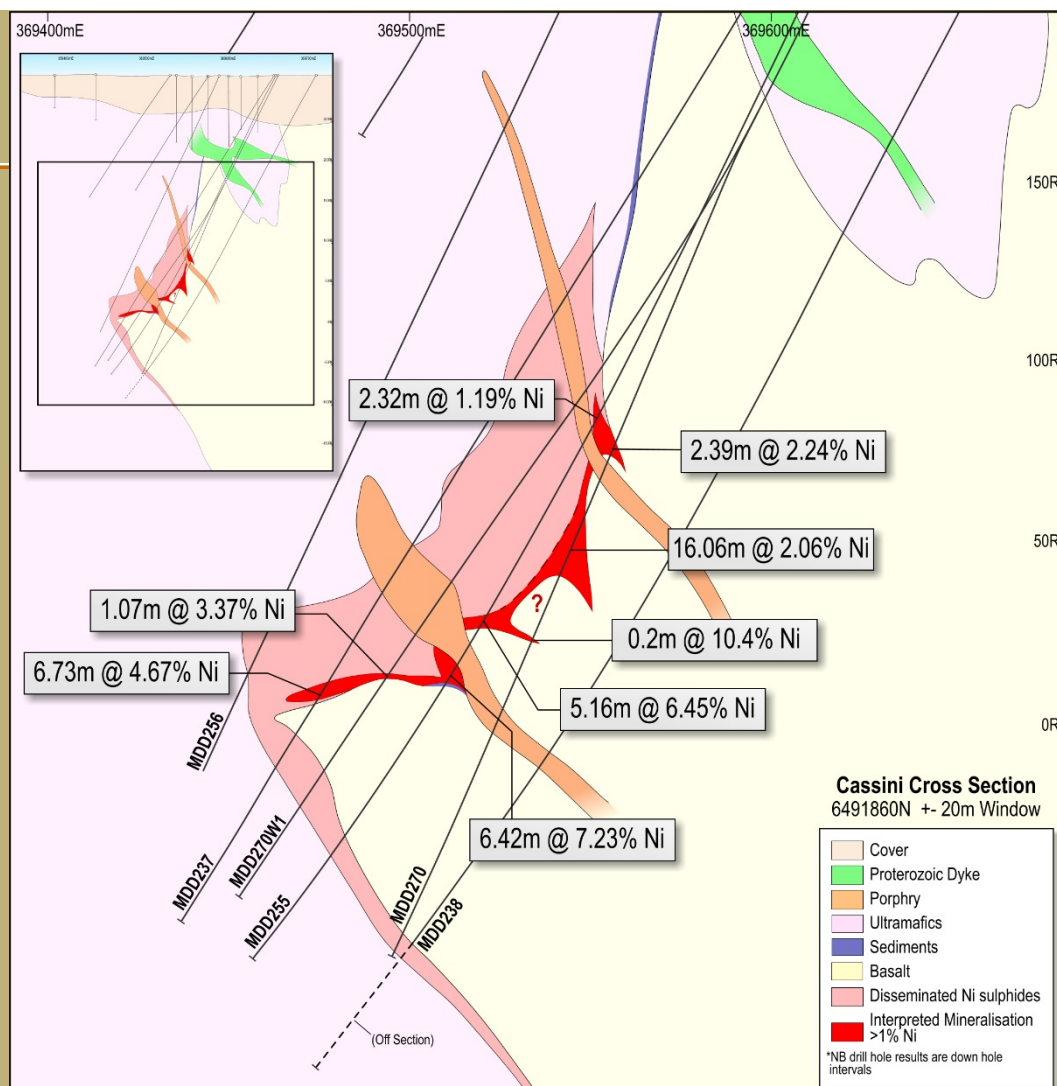 369400mE
369500mE
369600mE
150R
100R
50R
0R
2.32m @ 1.19% Ni
2.39m @ 2.24% Ni
16.06m @ 2.06% Ni
?
1.07m @ 3.37% Ni
0.2m @ 10.4% Ni
6.73m @ 4.67% Ni
5.16m @ 6.45% Ni
6.42m @ 7.23% Ni
MDD256
MDD237
MDD270W1
MDD255
MDD270
MDD238
(Off Section)
Cassini Cross Section
6491860N +- 20m Window
Cover
Proterozoic Dyke
Porphry
Ultramafics
Sediments
Basalt
Disseminated Ni sulphides
Interpreted Mineralisation
>1% Ni
*NB drill hole results are down hole
intervals